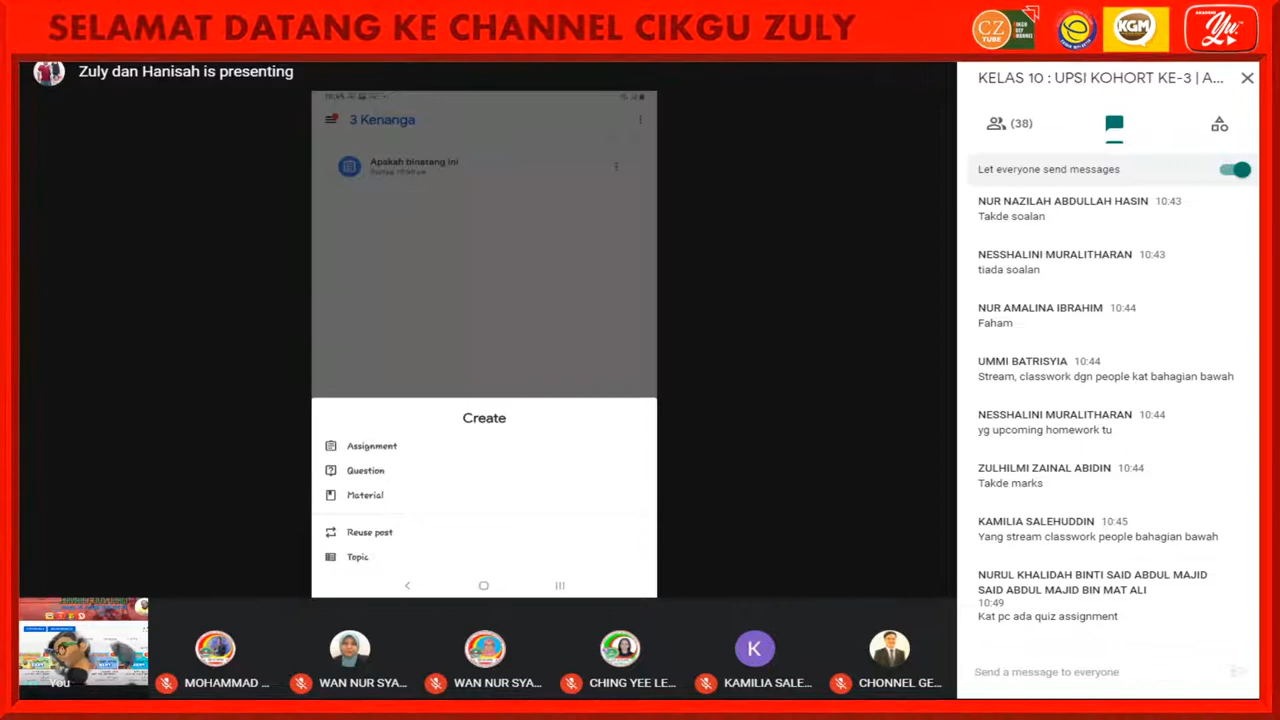 SELAMAT DATANG KE CHANNEL CIKGU ZULY
CZ
TUBE
KGM
Yu
Zuly dan Hanisah is presenting
3 Kenanga
Apakah binatang ini
Create
Assignment
Question
Material
Reuse post
Topic
KELAS 10 : UPSI KOHORT KE-3 | A...
(38)
Let everyone send messages
NUR NAZILAH ABDULLAH HASIN 10:43
Takde soalan
NESSHALINI MURALITHARAN 10:43
tiada soalan
NUR AMALINA IBRAHIM 10:44
Faham
UMMI BATRISYIA 10:44
Stream, classwork dgn people kat bahagian bawah
NESSHALINI MURALITHARAN 10:44
yg upcoming homework tu
ZULHILMI ZAINAL ABIDIN 10:44
Takde marks
KAMILIA SALEHUDDIN 10:45
Yang stream classwork people bahagian bawah
NURUL KHALIDAH BINTI SAID ABDUL MAJID
SAID ABDUL MAJID BIN MAT ALI
10:49
Kat pc ada quiz assignment
Send a message to everyone
You
MOHAMMAD ...
WAN NUR SYA...
WAN NUR SYA...
CHING YEE LE...
K
KAMILIA SALE...
CHONNEL GE...